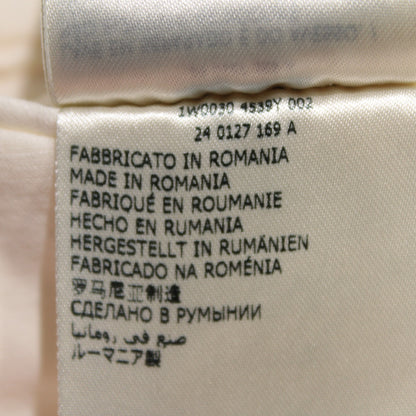 1W0030 4539Y 002
24 0127 169 A
FABBRICATO IN ROMANIA
MADE IN ROMANIA
FABRIQUÉ EN ROUMANIE
HECHO EN RUMANIA
HERGESTELLT IN RUMÄNIEN
FABRICADO NA ROMÉNIA
罗马尼亚制造
СДЕЛАНО В РУМЫНИИ
صنع في رومانيا
ルーマニア製